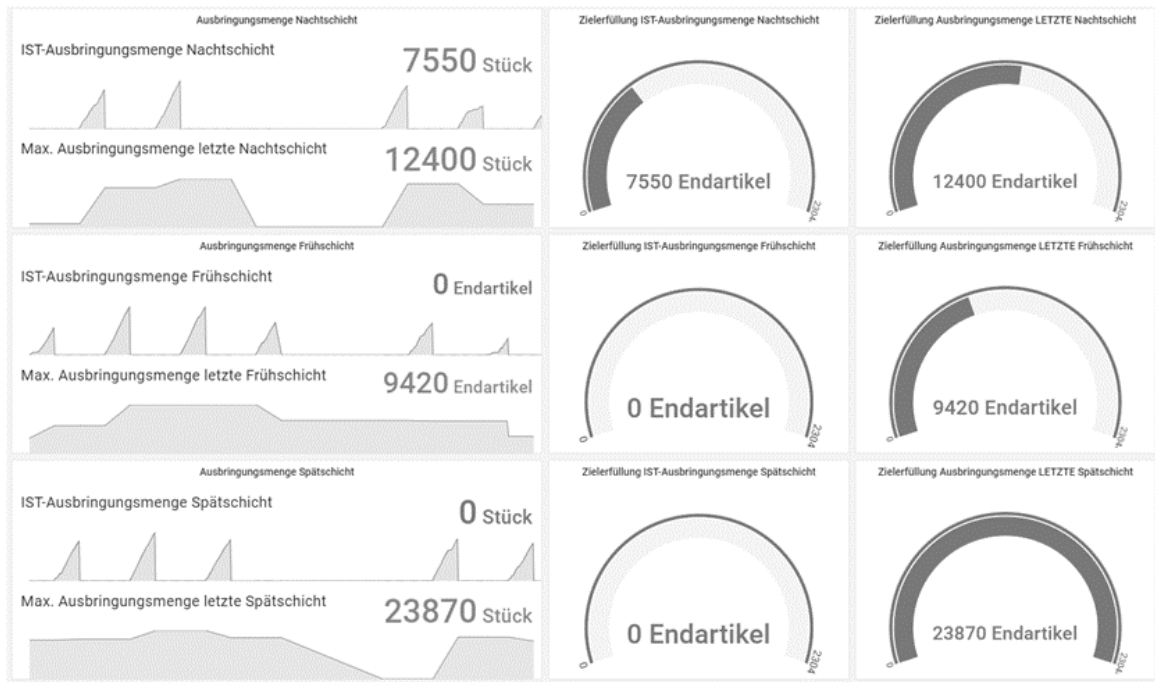 Ausbringungsmenge Nachtschicht
IST-Ausbringungsmenge Nachtschicht
7550 Stück
Max. Ausbringungsmenge letzte Nachtschicht
12400 Stück
Zielerfüllung IST-Ausbringungsmenge Nachtschicht
7550 Endartikel
0
2304
Zielerfüllung Ausbringungsmenge LETZTE Nachtschicht
12400 Endartikel
0
2304
Ausbringungsmenge Frühschicht
IST-Ausbringungsmenge Frühschicht
0 Endartikel
Max. Ausbringungsmenge letzte Frühschicht
9420 Endartikel
Zielerfüllung IST-Ausbringungsmenge Frühschicht
0 Endartikel
0
2304
Zielerfüllung Ausbringungsmenge LETZTE Frühschicht
9420 Endartikel
0
2304
Ausbringungsmenge Spätschicht
IST-Ausbringungsmenge Spätschicht
0 Stück
Max. Ausbringungsmenge letzte Spätschicht
23870 Stück
Zielerfüllung IST-Ausbringungsmenge Spätschicht
0 Endartikel
0
2304
Zielerfüllung Ausbringungsmenge LETZTE Spätschicht
23870 Endartikel
0
2304